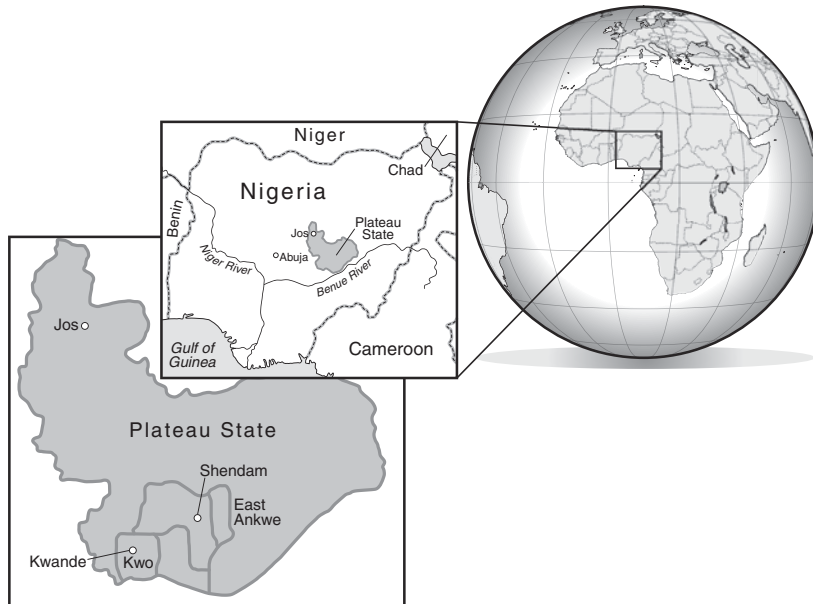 Niger
Chad
Nigeria
Benin
Jos
Plateau
State
Abuja
Niger River
Benue River
Gulf of
Guinea
Cameroon
Jos
Plateau State
Shendam
East
Ankwe
Kwande
Kwo